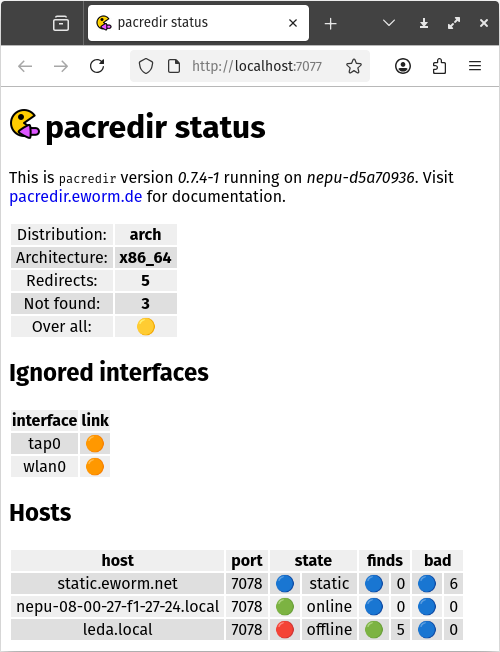 pacredir status
http://localhost:7077
pacredir status
This is pacredir version 0.7.4-1 running on nepu-d5a70936. Visit
pacredir.eworm.de for documentation.
Distribution: arch
Architecture: x86_64
Redirects: 5
Not found: 3
Over all:
Ignored interfaces
interface link
tap0
wlan0
Hosts
host port state finds bad
static.eworm.net 7078 static 0 6
nepu-08-00-27-f1-27-24.local 7078 online 0 0
leda.local 7078 offline 5 0